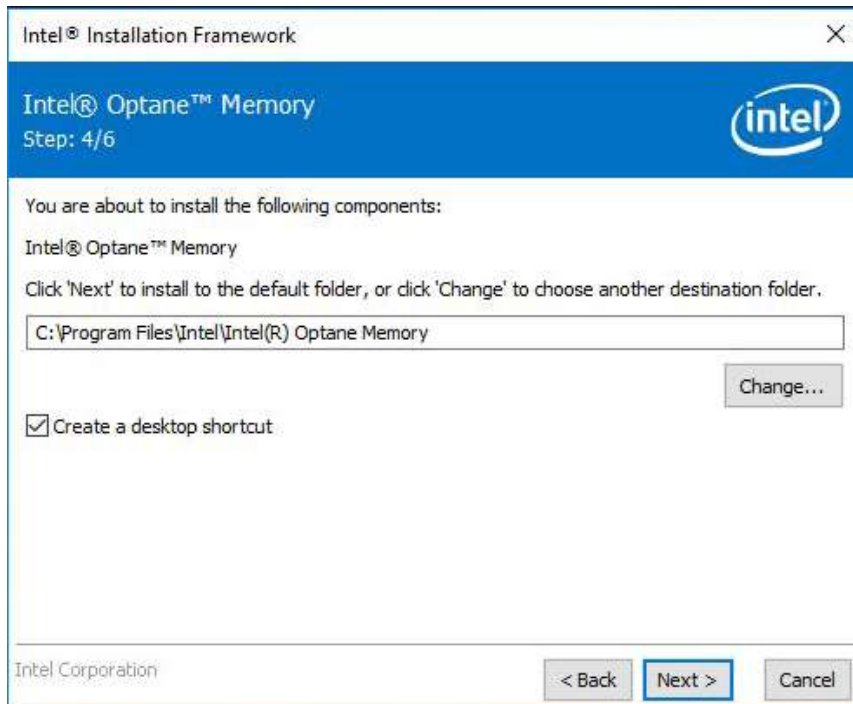 Intel® Installation Framework
Intel® Optane™ Memory
Step: 4/6
intel
You are about to install the following components:
Intel® Optane™ Memory
Click 'Next' to install to the default folder, or click 'Change' to choose another destination folder.
C:\Program Files\Intel\Intel(R) Optane Memory
Change...
Create a desktop shortcut
Intel Corporation
< Back Next > Cancel